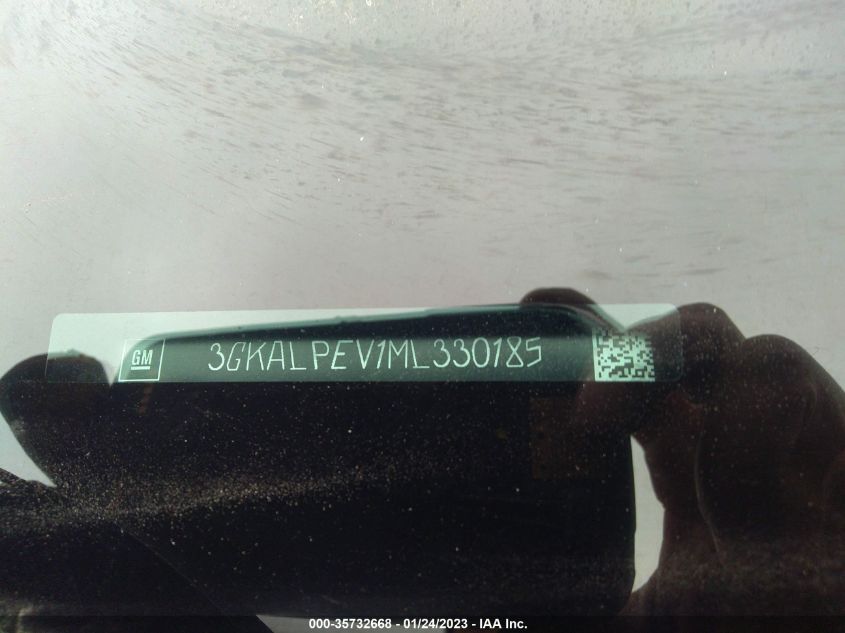 GM 3GKALPEV1ML330185
000-35732668 - 01/24/2023 - IAA Inc.